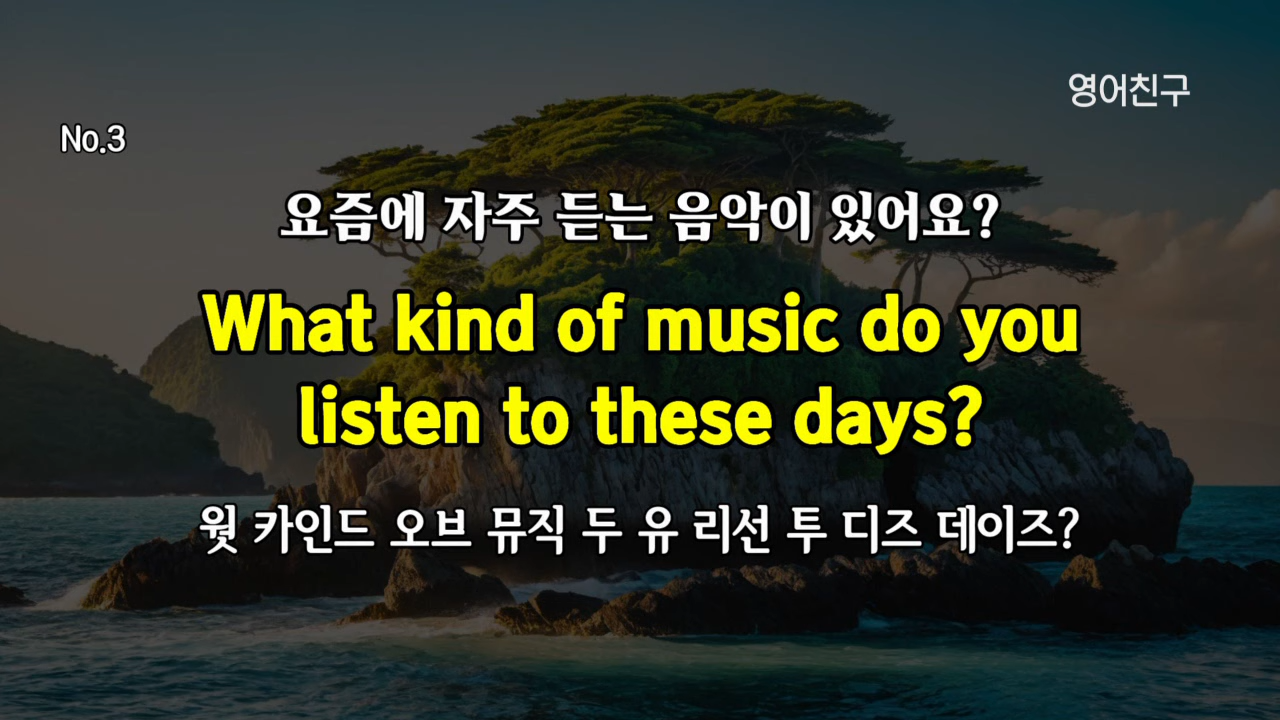 영어친구
No.3
요즘에 자주 듣는 음악이 있어요?
What kind of music do you
listen to these days?
웟 카인드 오브 뮤직 두 유 리선 투 디즈 데이즈?